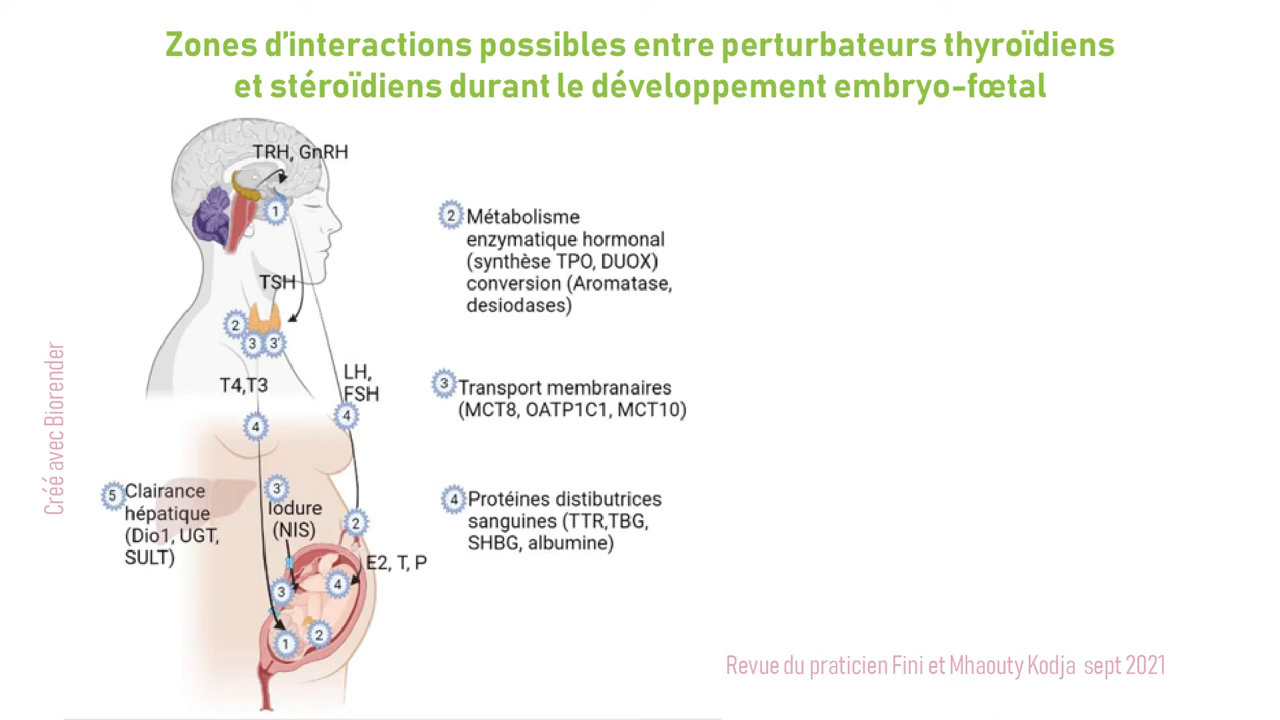 Zones d'interactions possibles entre perturbateurs thyroïdiens
et stéroïdiens durant le développement embryo-fœtal
TRH, GnRH
1
TSH
2
3
3'
T4,T3
LH,
FSH
4
4
2 Métabolisme
enzymatique hormonal
(synthèse TPO, DUOX)
conversion (Aromatase,
desiodases)
3 Transport membranaires
(MCT8, OATP1C1, MCT10)
4 Protéines distibutrices
sanguines (TTR,TBG,
SHBG, albumine)
5 Clairance
hépatique
(Dio1, UGT,
SULT)
3'
Iodure
(NIS)
2
E2, T, P
3
4
1
2
Créé avec Biorender
Revue du praticien Fini et Mhaouty Kodja sept 2021